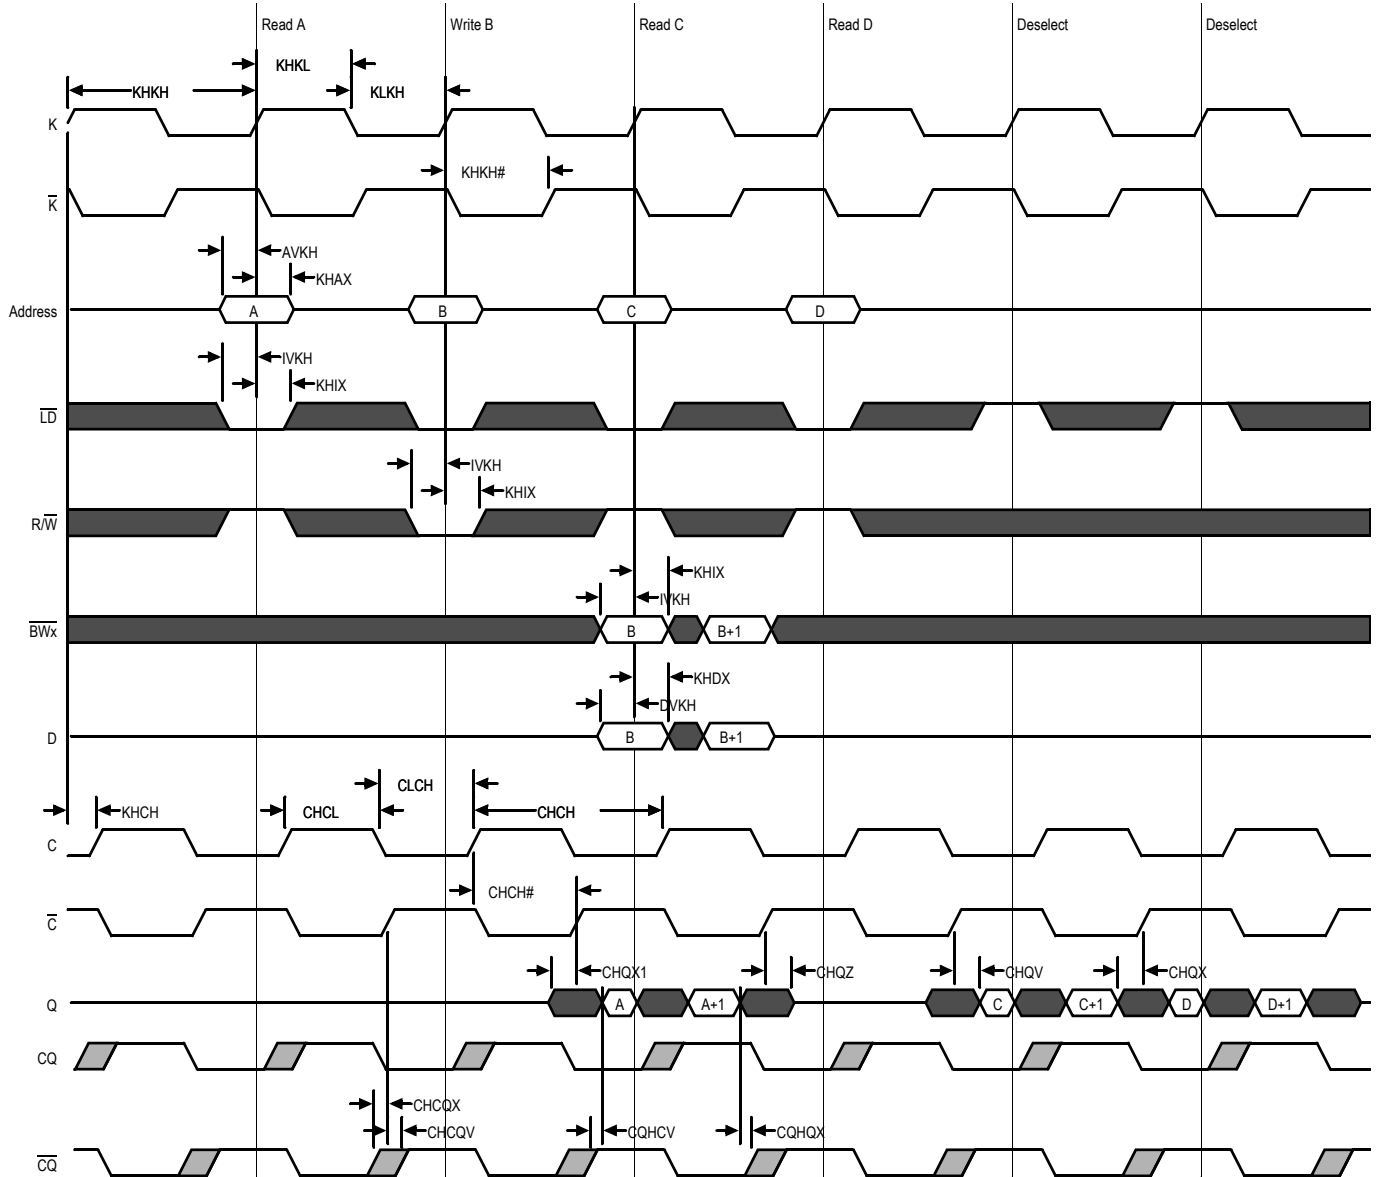 Read A Write B Read C Read D Deselect Deselect
KHKL
KHKH KLKH
K
KHKH#
K
AVKH
KHAX
Address A B C D
IVKH
KHIX
LD
IVKH
KHIX
R/W
KHIX
IVKH
BWx B B+1
KHDX
DVKH
D B B+1
CLCH
KHCH CHCL CHCH
C
CHCH#
C
CHQX1 CHQZ CHQV CHQX
Q A A+1 C C+1 D D+1
CQ
CHCQX
CHCQV CQHCV CQHQX
CQ